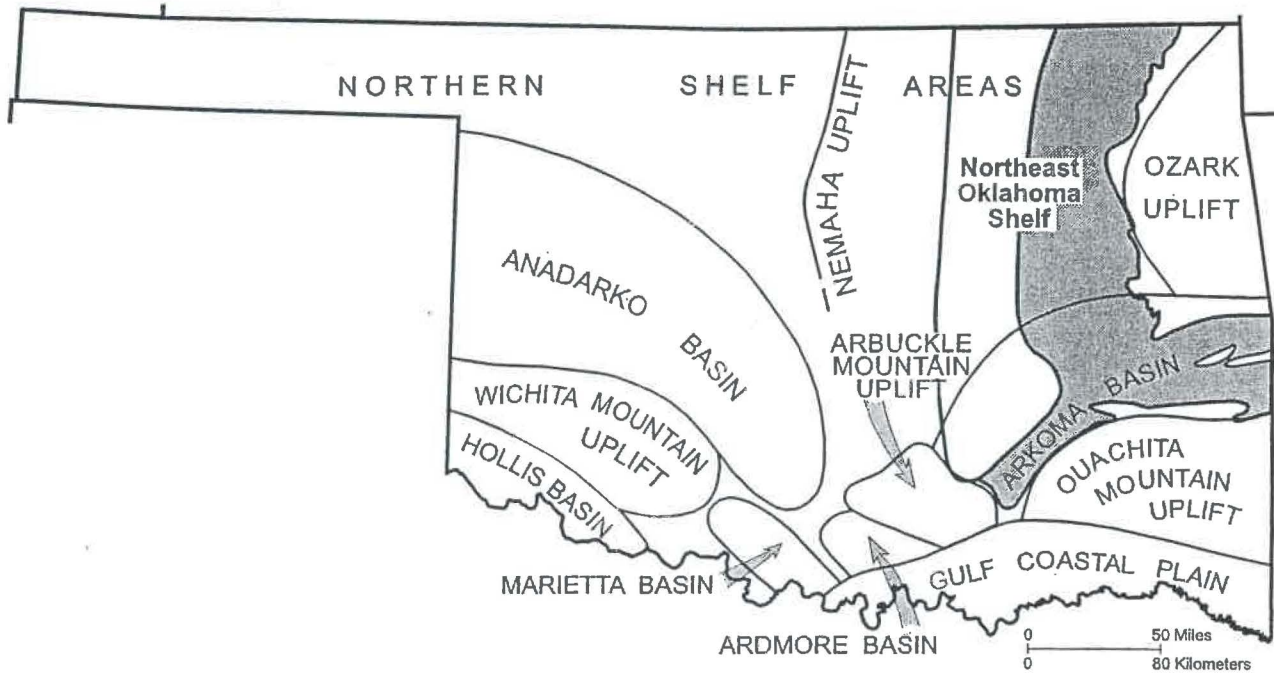 NORTHERN SHELF AREAS
NEMAHA UPLIFT
Northeast
Oklahoma
Shelf
OZARK
UPLIFT
ANADARKO
BASIN
ARBUCKLE
MOUNTAIN
UPLIFT
WICHITA MOUNTAIN
UPLIFT
HOLLIS BASIN
ARKOMA BASIN
OUACHITA
MOUNTAIN
UPLIFT
MARIETTA BASIN
GULF COASTAL PLAIN
ARDMORE BASIN
0 50 Miles
0 80 Kilometers